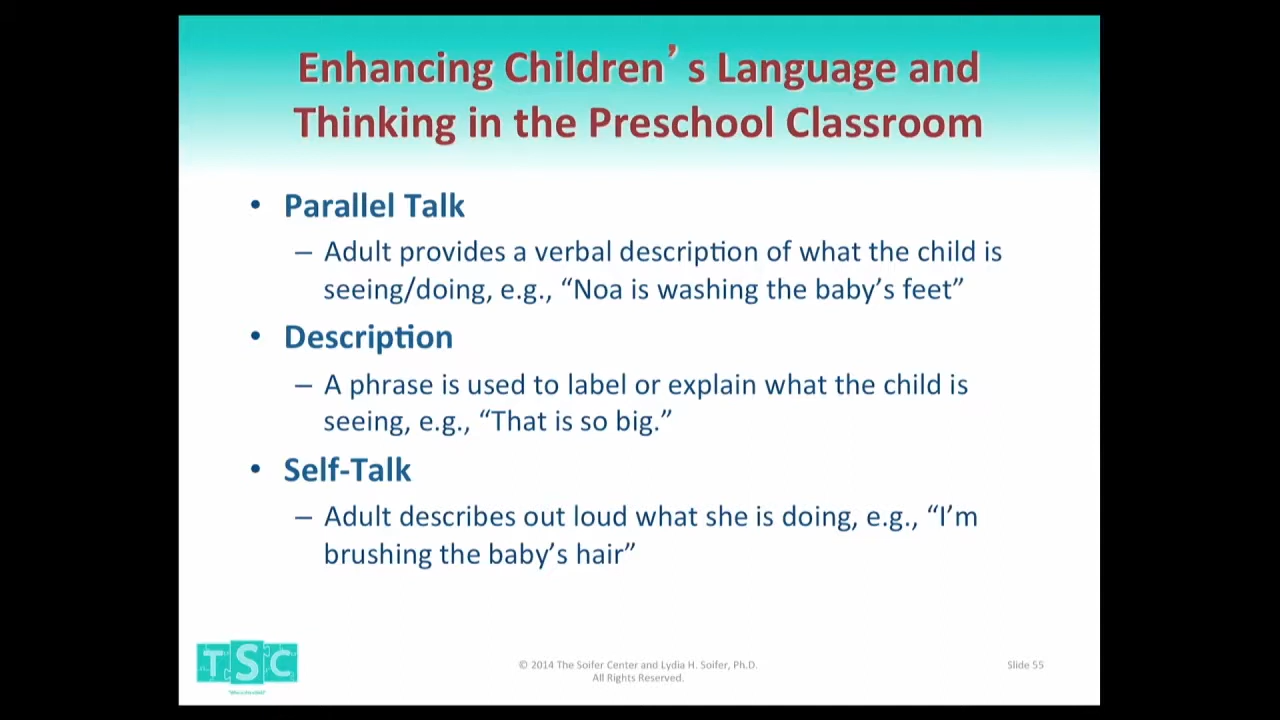 Enhancing Children’s Language and
Thinking in the Preschool Classroom
• Parallel Talk
– Adult provides a verbal description of what the child is
seeing/doing, e.g., “Noa is washing the baby’s feet”
• Description
– A phrase is used to label or explain what the child is
seeing, e.g., “That is so big.”
• Self-Talk
– Adult describes out loud what she is doing, e.g., “I’m
brushing the baby’s hair”
TSC
© 2014 The Soifer Center and Lydia H. Soifer, Ph.D.
All Rights Reserved.
Slide 55